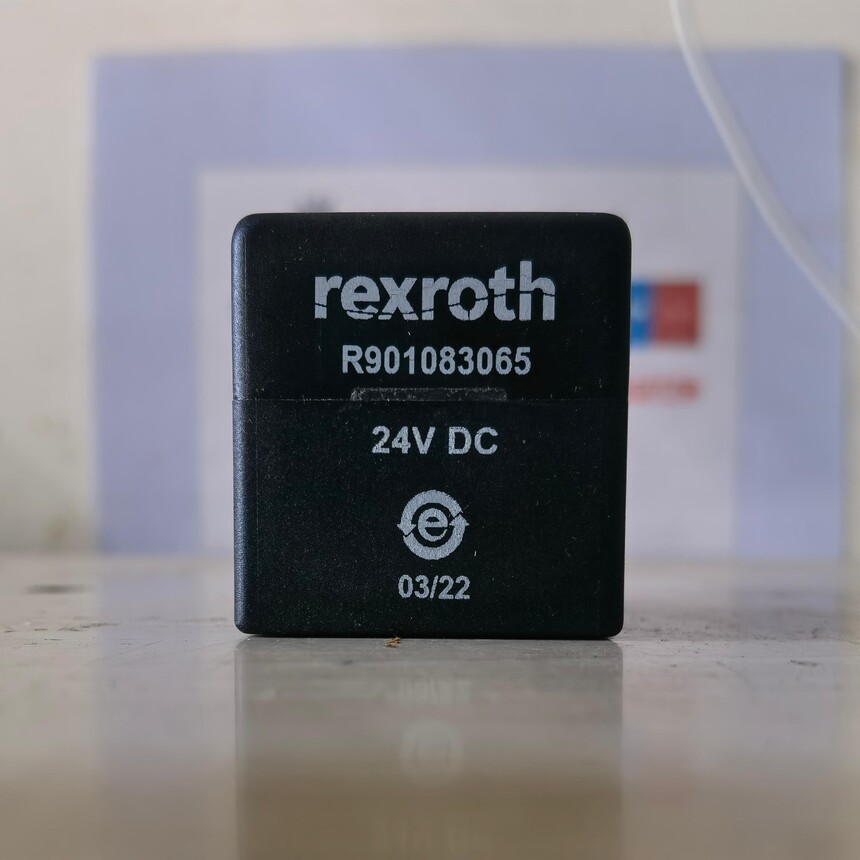 rexroth
R901083065
24V DC
e
03/22